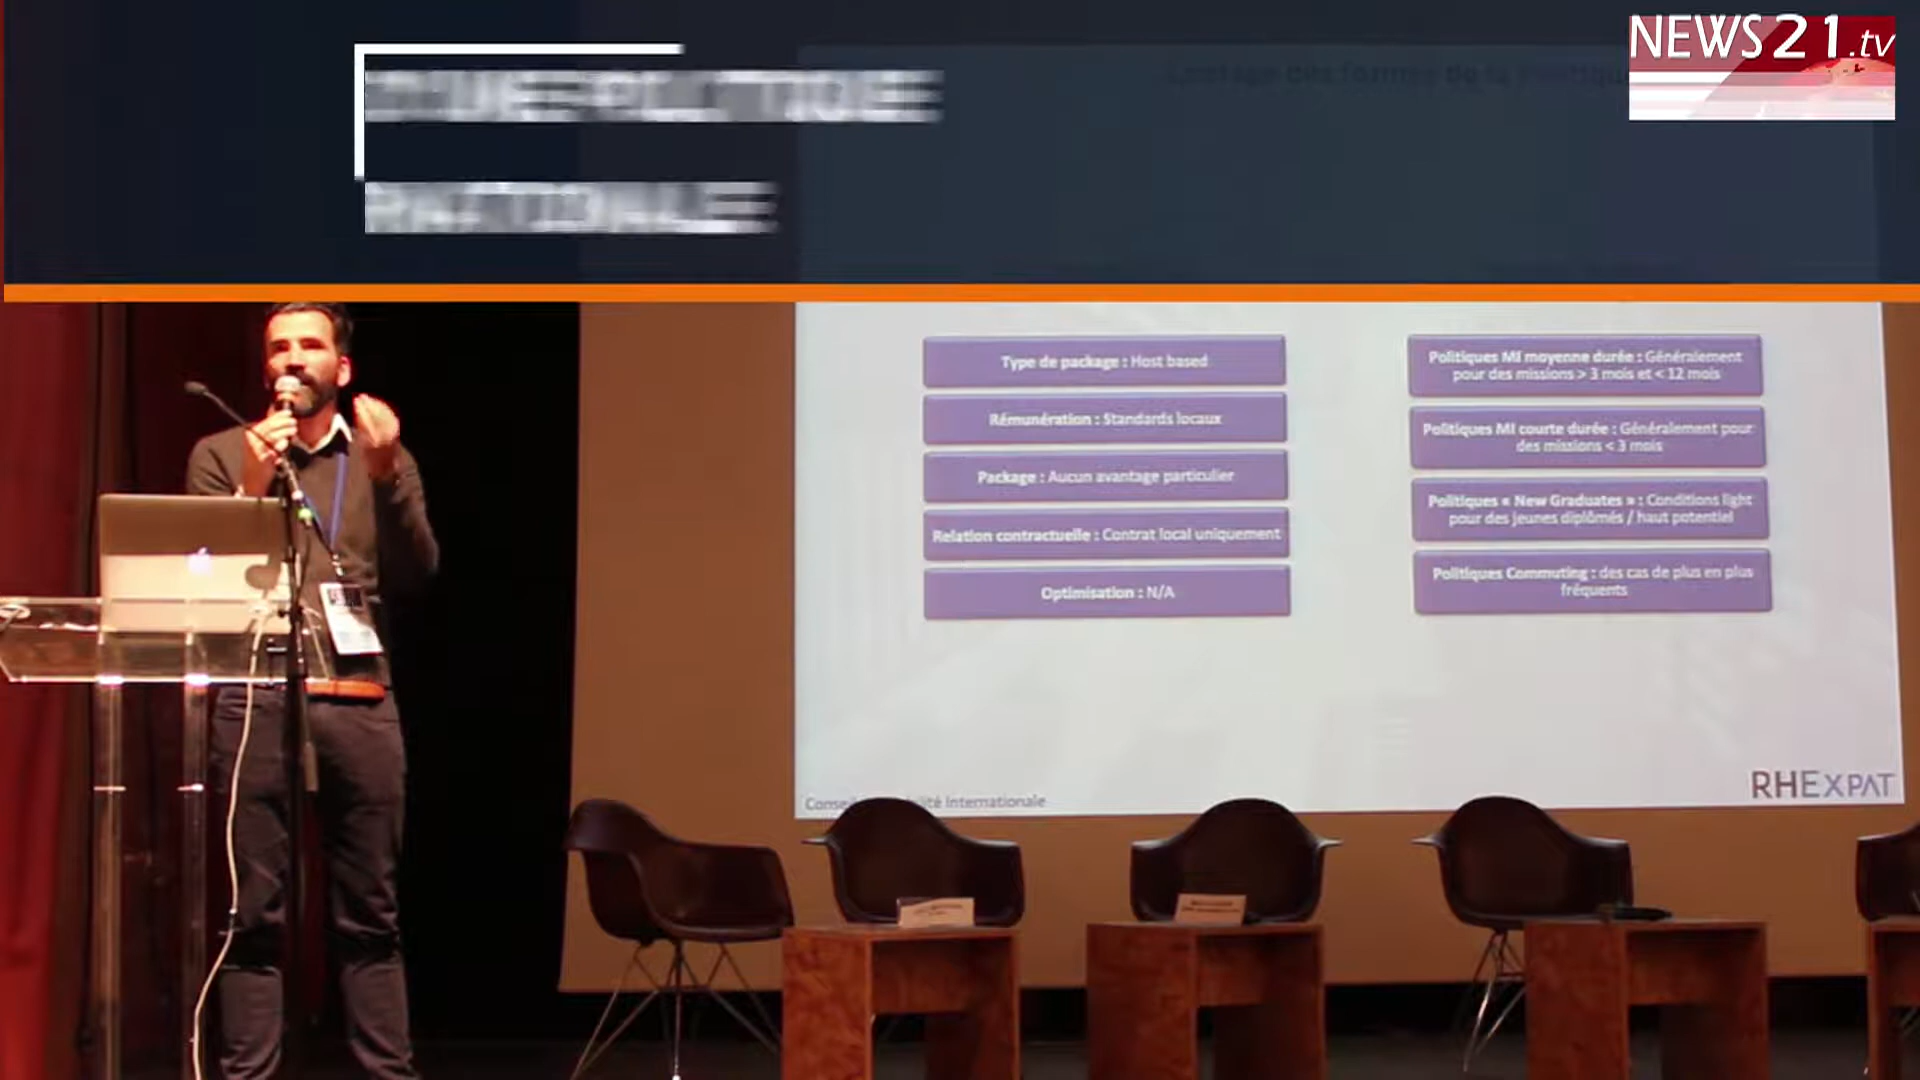 NEWS 21.tv
Type de package : Host based
Rémunération : Standards locaux
Package : Aucun avantage particulier
Relation contractuelle : Contrat local uniquement
Optimisation : N/A
Politiques MI moyenne durée : Généralement
pour des missions > 3 mois et < 12 mois
Politiques MI courte durée : Généralement pour
des missions < 3 mois
Politiques « New Graduates » : Conditions light
pour des jeunes diplômés / haut potentiel
Politiques Commuting : des cas de plus en plus
fréquents
Internationale
RHEXPAT